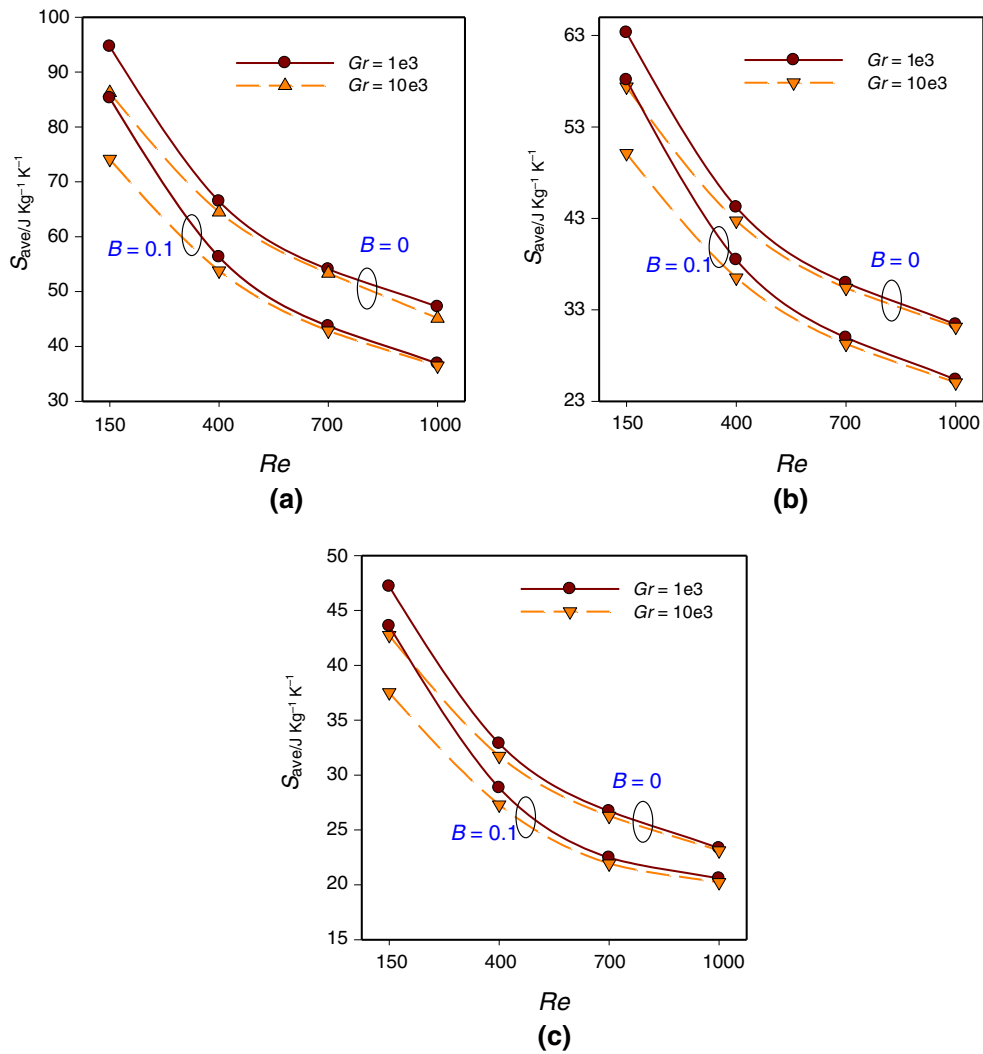 100
90
80
70
60
50
40
30
S_ave/J Kg⁻¹ K⁻¹
Gr = 1e3
Gr = 10e3
B = 0.1
B = 0
150 400 700 1000
Re
(a)
63
53
43
33
23
S_ave/J Kg⁻¹ K⁻¹
Gr = 1e3
Gr = 10e3
B = 0.1
B = 0
150 400 700 1000
Re
(b)
50
45
40
35
30
25
20
15
S_ave/J Kg⁻¹ K⁻¹
Gr = 1e3
Gr = 10e3
B = 0
B = 0.1
150 400 700 1000
Re
(c)